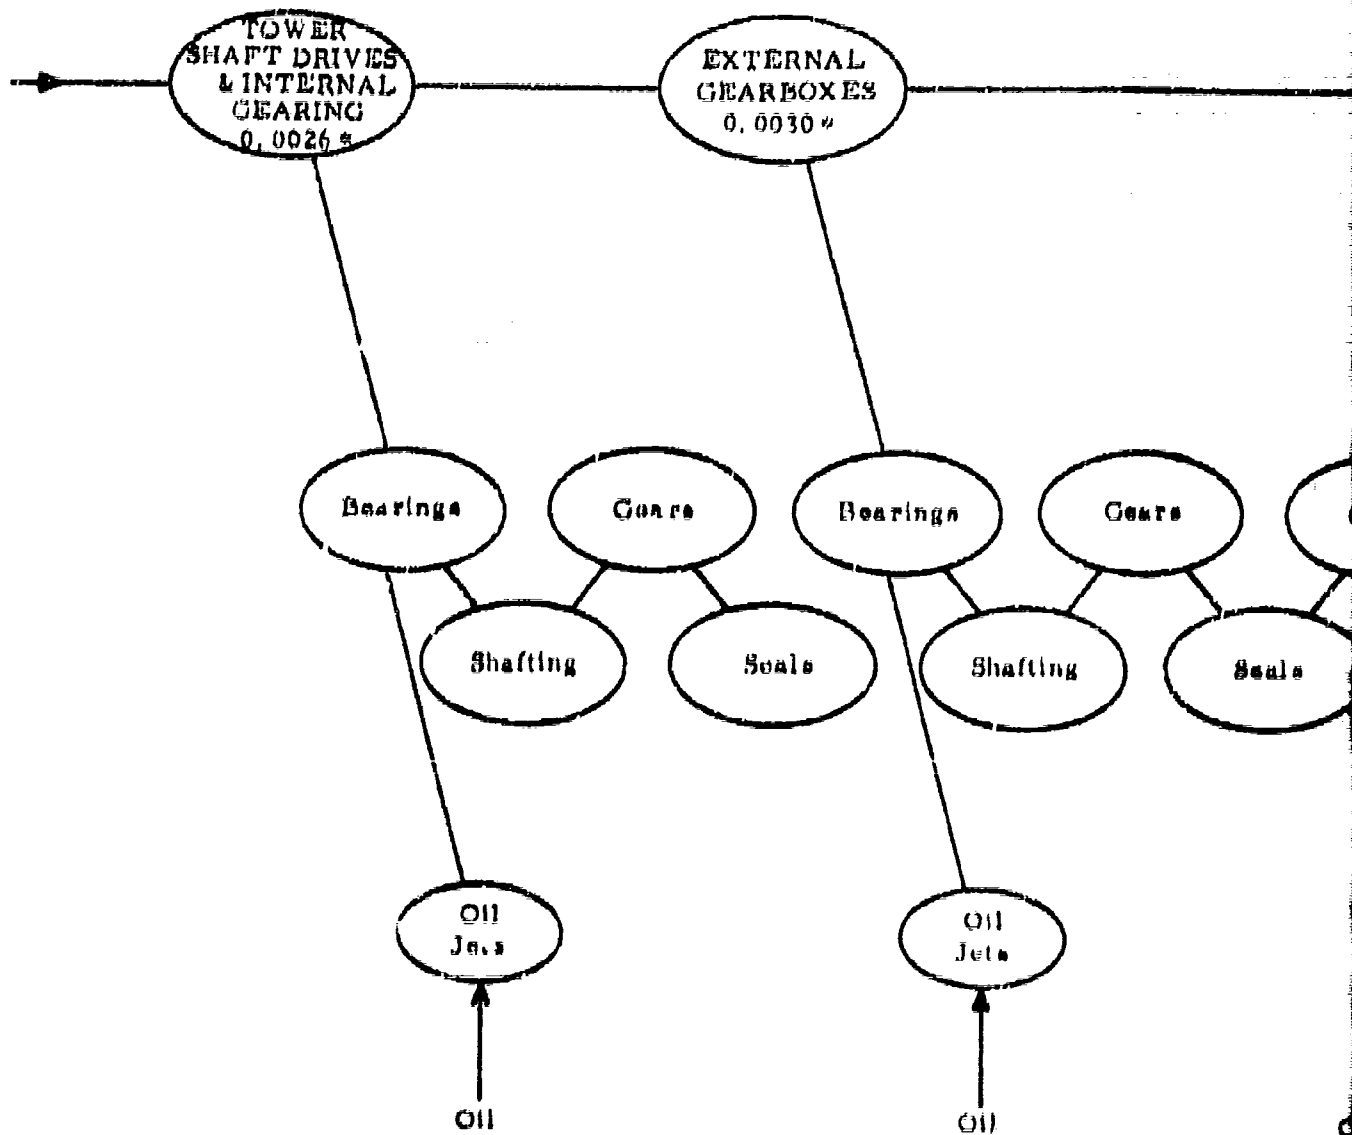 TOWER
SHAFT DRIVES
& INTERNAL
GEARING
0.0026 *
EXTERNAL
GEARBOXES
0.0030 *
Bearings
Gears
Bearings
Gears
Shafting
Seals
Shafting
Seals
Oil
Jets
Oil
Jets
Oil
Oil